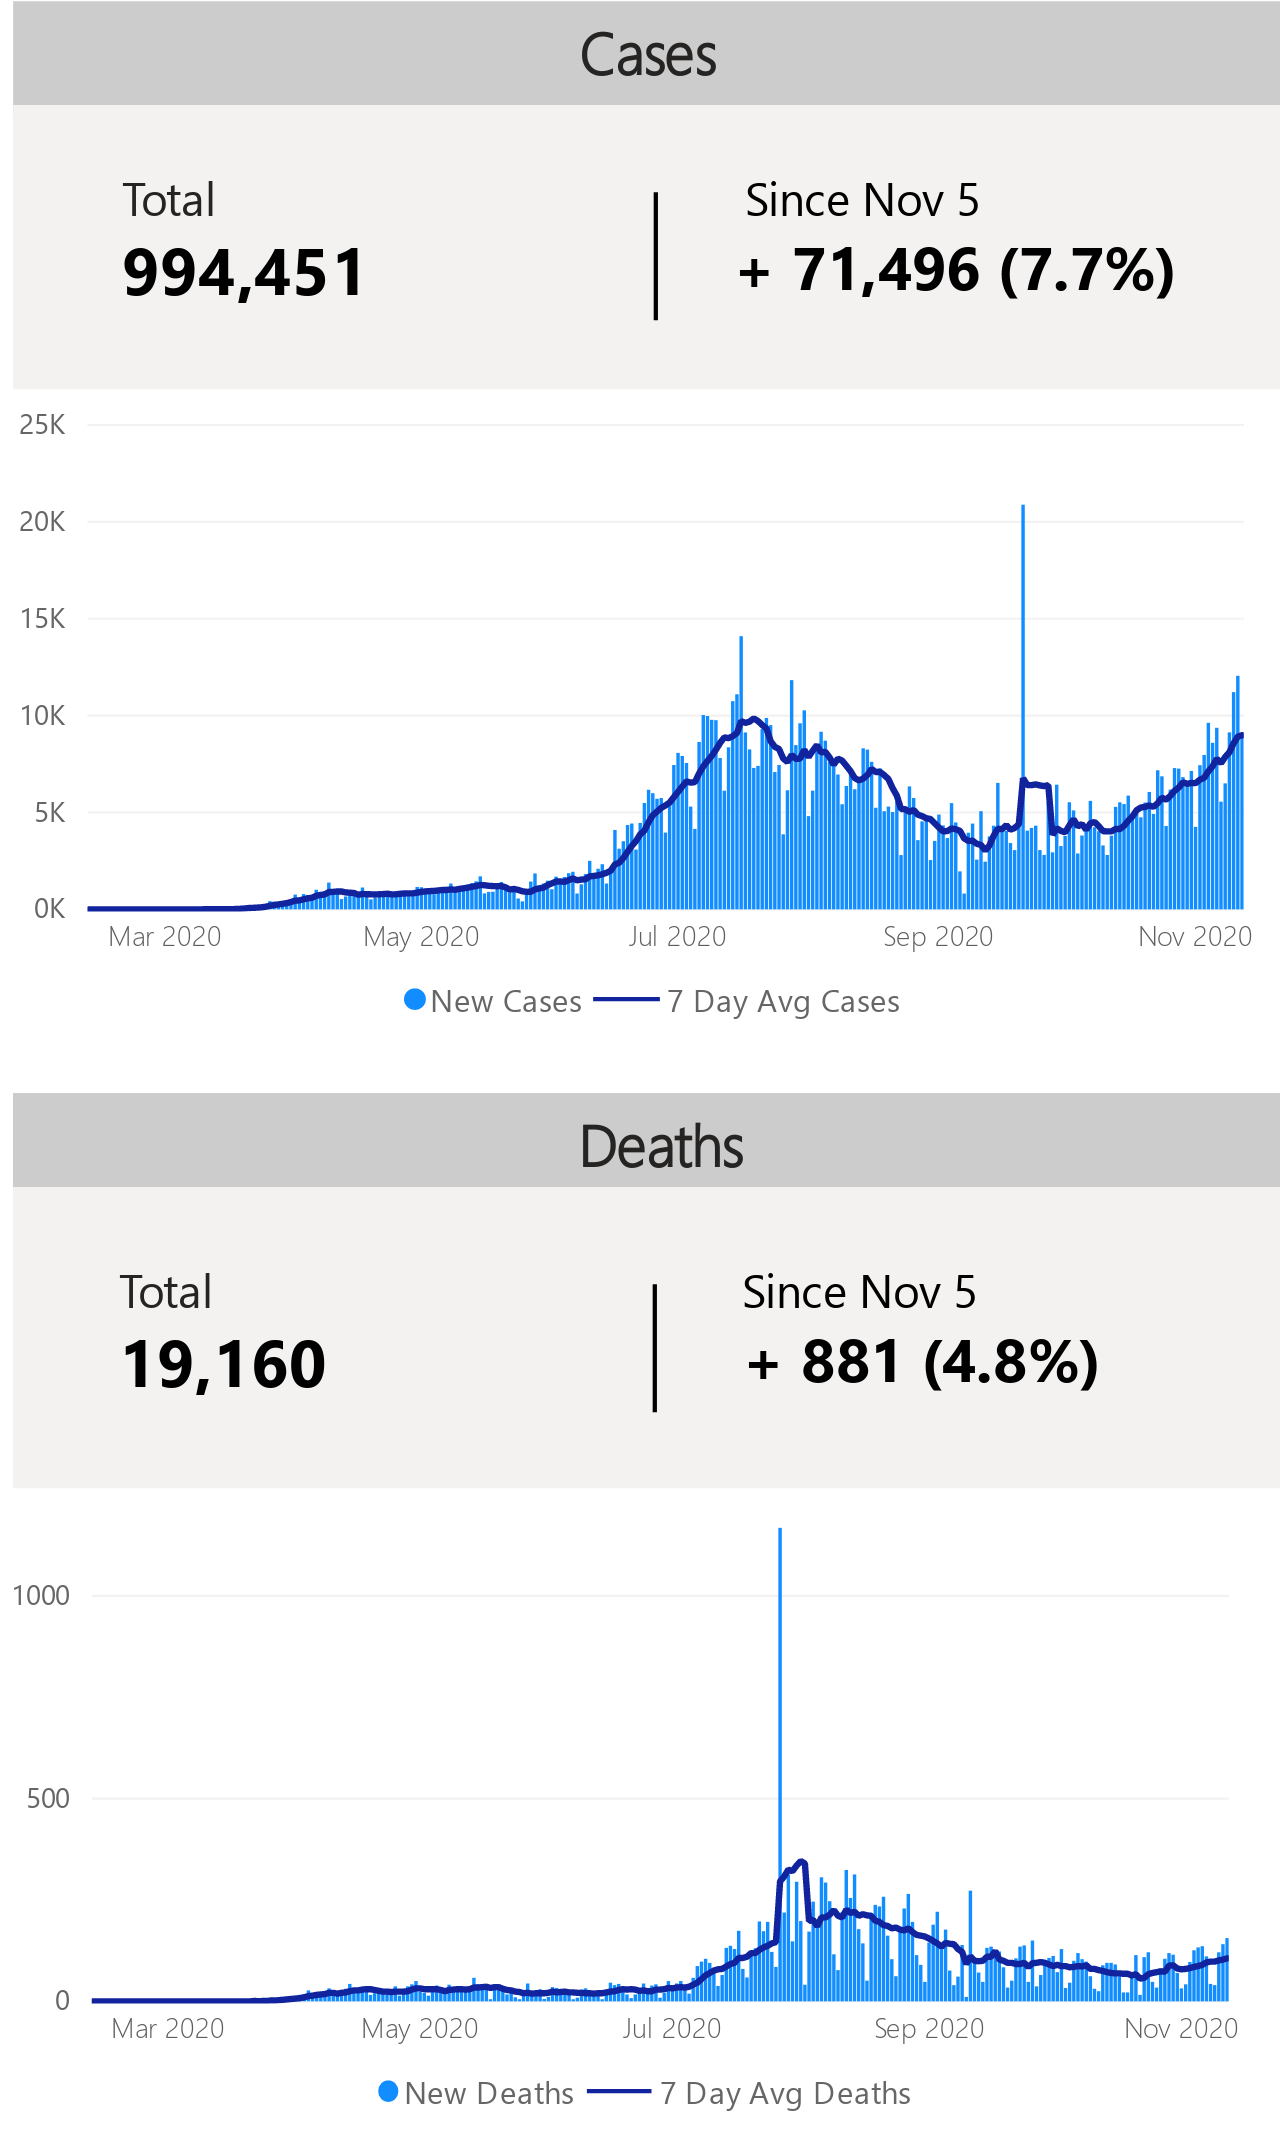 Cases
Total
Since Nov 5
994,451
+ 71,496 (7.7%)
25K
20K
15K
10K
5K
0K
Mar 2020 May 2020 Jul 2020 Sep 2020 Nov 2020
New Cases 7 Day Avg Cases
Deaths
Total
Since Nov 5
19,160
+ 881 (4.8%)
1000
500
0
Mar 2020 May 2020 Jul 2020 Sep 2020 Nov 2020
New Deaths 7 Day Avg Deaths